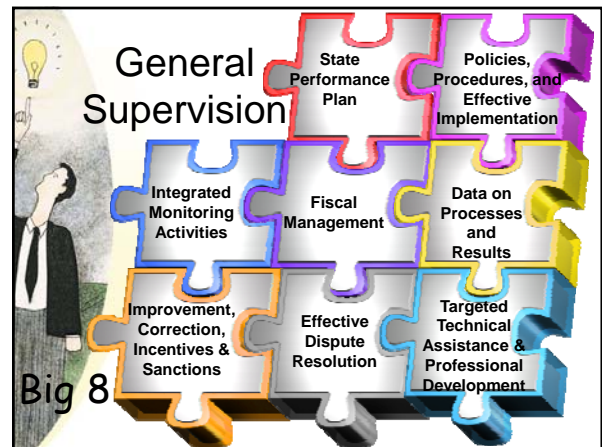 General
Supervision
State
Performance
Plan
Policies,
Procedures, and
Effective
Implementation
Integrated
Monitoring
Activities
Fiscal
Management
Data on
Processes
and
Results
Improvement,
Correction,
Incentives &
Sanctions
Effective
Dispute
Resolution
Targeted
Technical
Assistance &
Professional
Development
Big 8